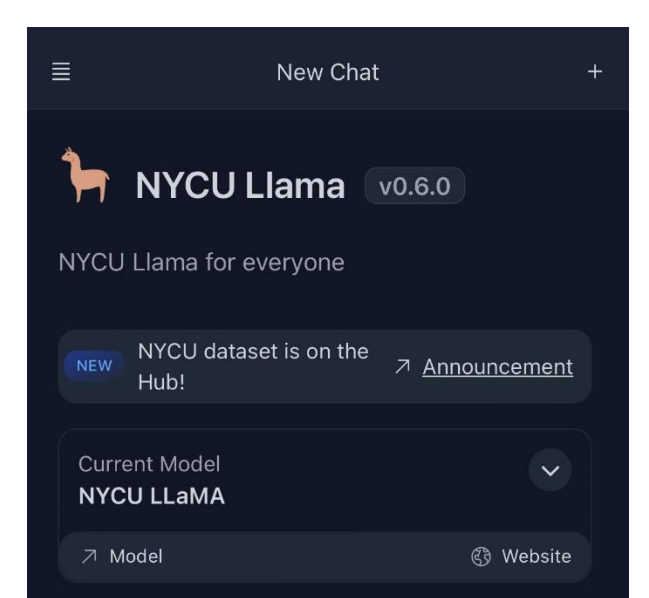 New Chat
NYCU Llama v0.6.0
NYCU Llama for everyone
NEW NYCU dataset is on the Hub! Announcement
Current Model
NYCU LLaMA
Model Website